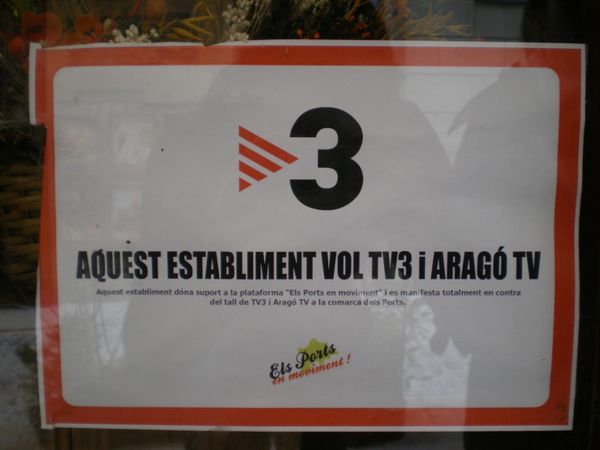 3
AQUEST ESTABLIMENT VOL TV3 i ARAGÓ TV
Aquest establiment dóna suport a la plataforma "Els Ports en moviment" i es manifesta totalment en contra
del tall de TV3 i Aragó TV a la comarca dels Ports.
Els Ports
en moviment !